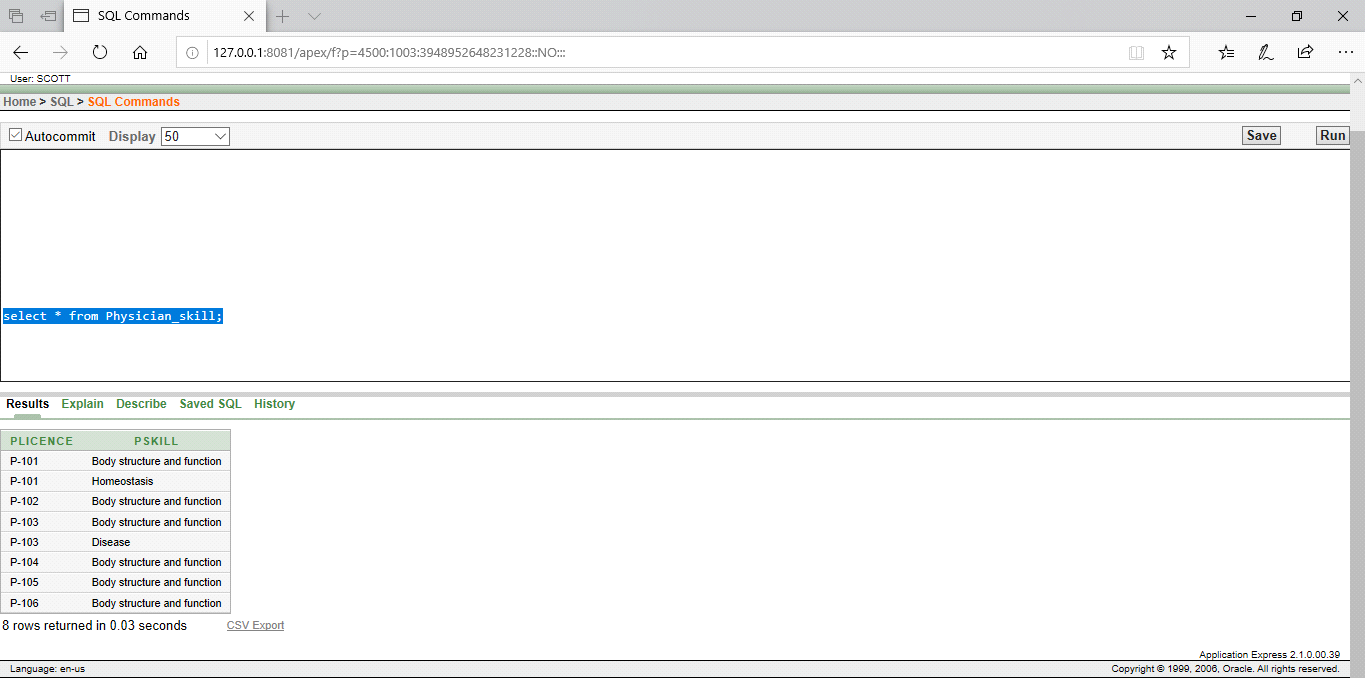 SQL Commands
127.0.0.1:8081/apex/f?p=4500:1003:3948952648231228::NO:::
User: SCOTT
Home > SQL > SQL Commands
Autocommit Display 50 Save Run
select * from Physician_skill;
Results Explain Describe Saved SQL History
PLICENCE PSKILL
P-101 Body structure and function
P-101 Homeostasis
P-102 Body structure and function
P-103 Body structure and function
P-103 Disease
P-104 Body structure and function
P-105 Body structure and function
P-106 Body structure and function
8 rows returned in 0.03 seconds CSV Export
Application Express 2.1.0.00.39
Language: en-us Copyright © 1999, 2006, Oracle. All rights reserved.